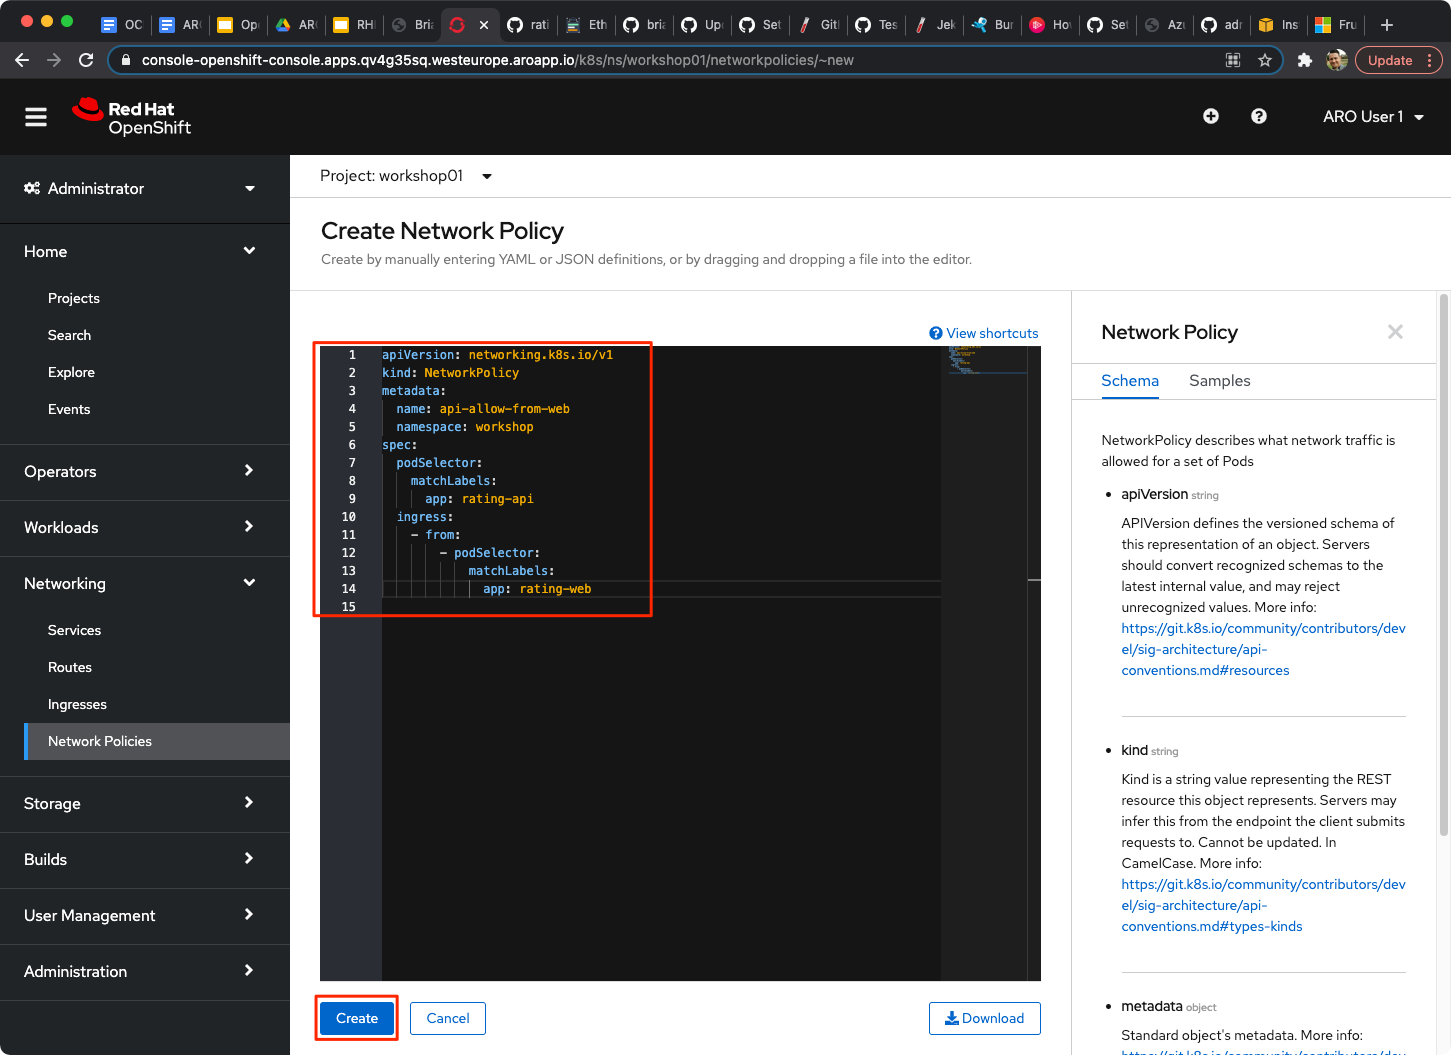 OC
ARO
Ope
ARO
RHI
Bria
rati
Eth
bria
Upc
Set
Gitl
Tes
Jek
Bur
Hov
Set
Azu
adr
Ins
Fru
console-openshift-console.apps.qv4g35sq.westeurope.aroapp.io/k8s/ns/workshop01/networkpolicies/~new
Update
Red Hat
OpenShift
ARO User 1
Administrator
Project: workshop01
Home
Projects
Search
Explore
Events
Operators
Workloads
Networking
Services
Routes
Ingresses
Network Policies
Storage
Builds
User Management
Administration
Create Network Policy
Create by manually entering YAML or JSON definitions, or by dragging and dropping a file into the editor.
View shortcuts
1 apiVersion: networking.k8s.io/v1
2 kind: NetworkPolicy
3 metadata:
4 name: api-allow-from-web
5 namespace: workshop
6 spec:
7 podSelector:
8 matchLabels:
9 app: rating-api
10 ingress:
11 - from:
12 - podSelector:
13 matchLabels:
14 app: rating-web
15
Create
Cancel
Download
Network Policy
Schema
Samples
NetworkPolicy describes what network traffic is
allowed for a set of Pods
• apiVersion string
APIVersion defines the versioned schema of
this representation of an object. Servers
should convert recognized schemas to the
latest internal value, and may reject
unrecognized values. More info:
https://git.k8s.io/community/contributors/dev
el/sig-architecture/api-
conventions.md#resources
• kind string
Kind is a string value representing the REST
resource this object represents. Servers may
infer this from the endpoint the client submits
requests to. Cannot be updated. In
CamelCase. More info:
https://git.k8s.io/community/contributors/dev
el/sig-architecture/api-
conventions.md#types-kinds
• metadata object
Standard object's metadata. More info: